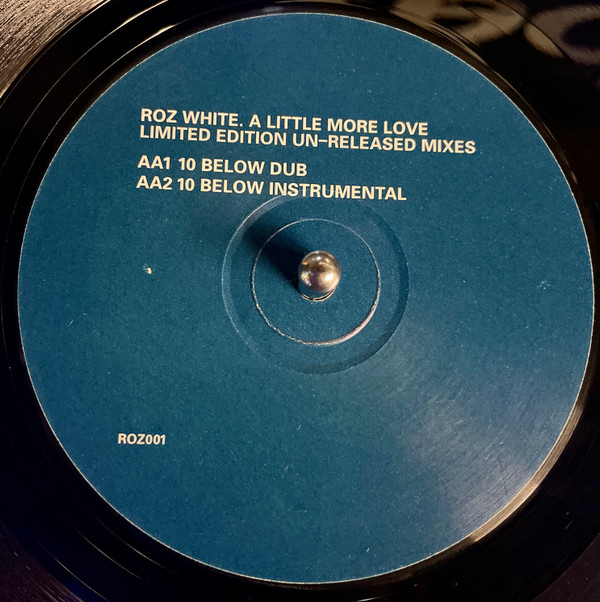 ROZ WHITE. A LITTLE MORE LOVE
LIMITED EDITION UN-RELEASED MIXES
AA1 10 BELOW DUB
AA2 10 BELOW INSTRUMENTAL
ROZ001